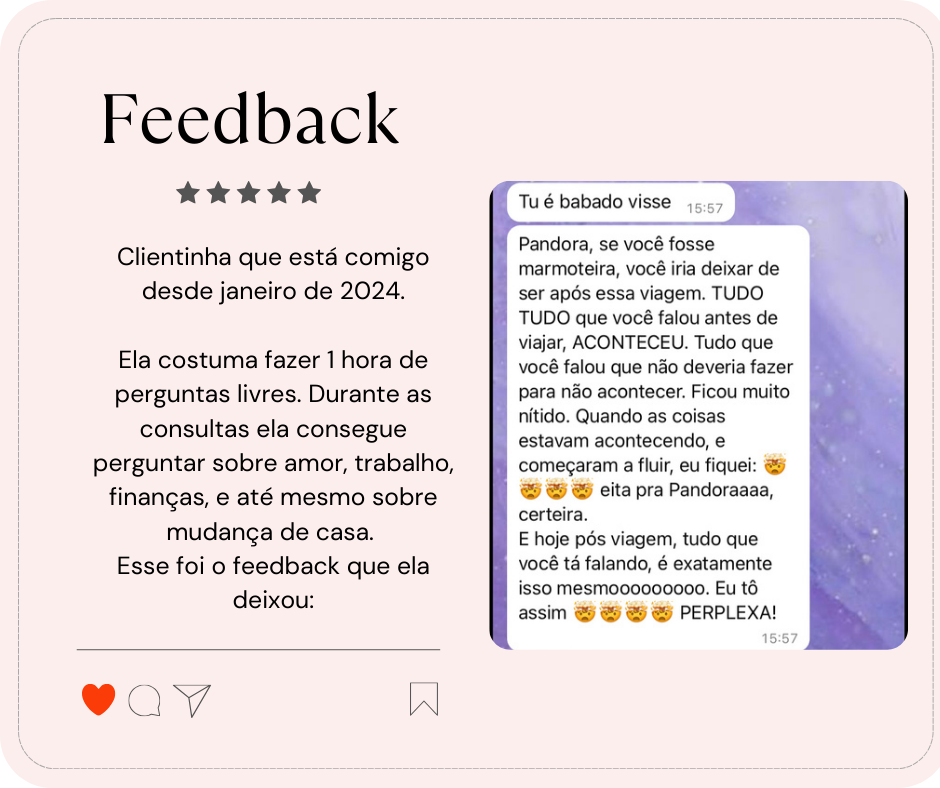 Feedback
Clientinha que está comigo
desde janeiro de 2024.
Ela costuma fazer 1 hora de
perguntas livres. Durante as
consultas ela consegue
perguntar sobre amor, trabalho,
finanças, e até mesmo sobre
mudança de casa.
Esse foi o feedback que ela
deixou:
Tu é babado visse 15:57
Pandora, se você fosse
marmoteira, você iria deixar de
ser após essa viagem. TUDO
TUDO que você falou antes de
viajar, ACONTECEU. Tudo que
você falou que não deveria fazer
para não acontecer. Ficou muito
nítido. Quando as coisas
estavam acontecendo, e
começaram a fluir, eu fiquei: 🤯
🤯🤯🤯 eita pra Pandoraaaa,
certeira.
E hoje pós viagem, tudo que
você tá falando, é exatamente
isso mesmooooooooo. Eu tô
assim 🤯🤯🤯🤯 PERPLEXA!
15:57